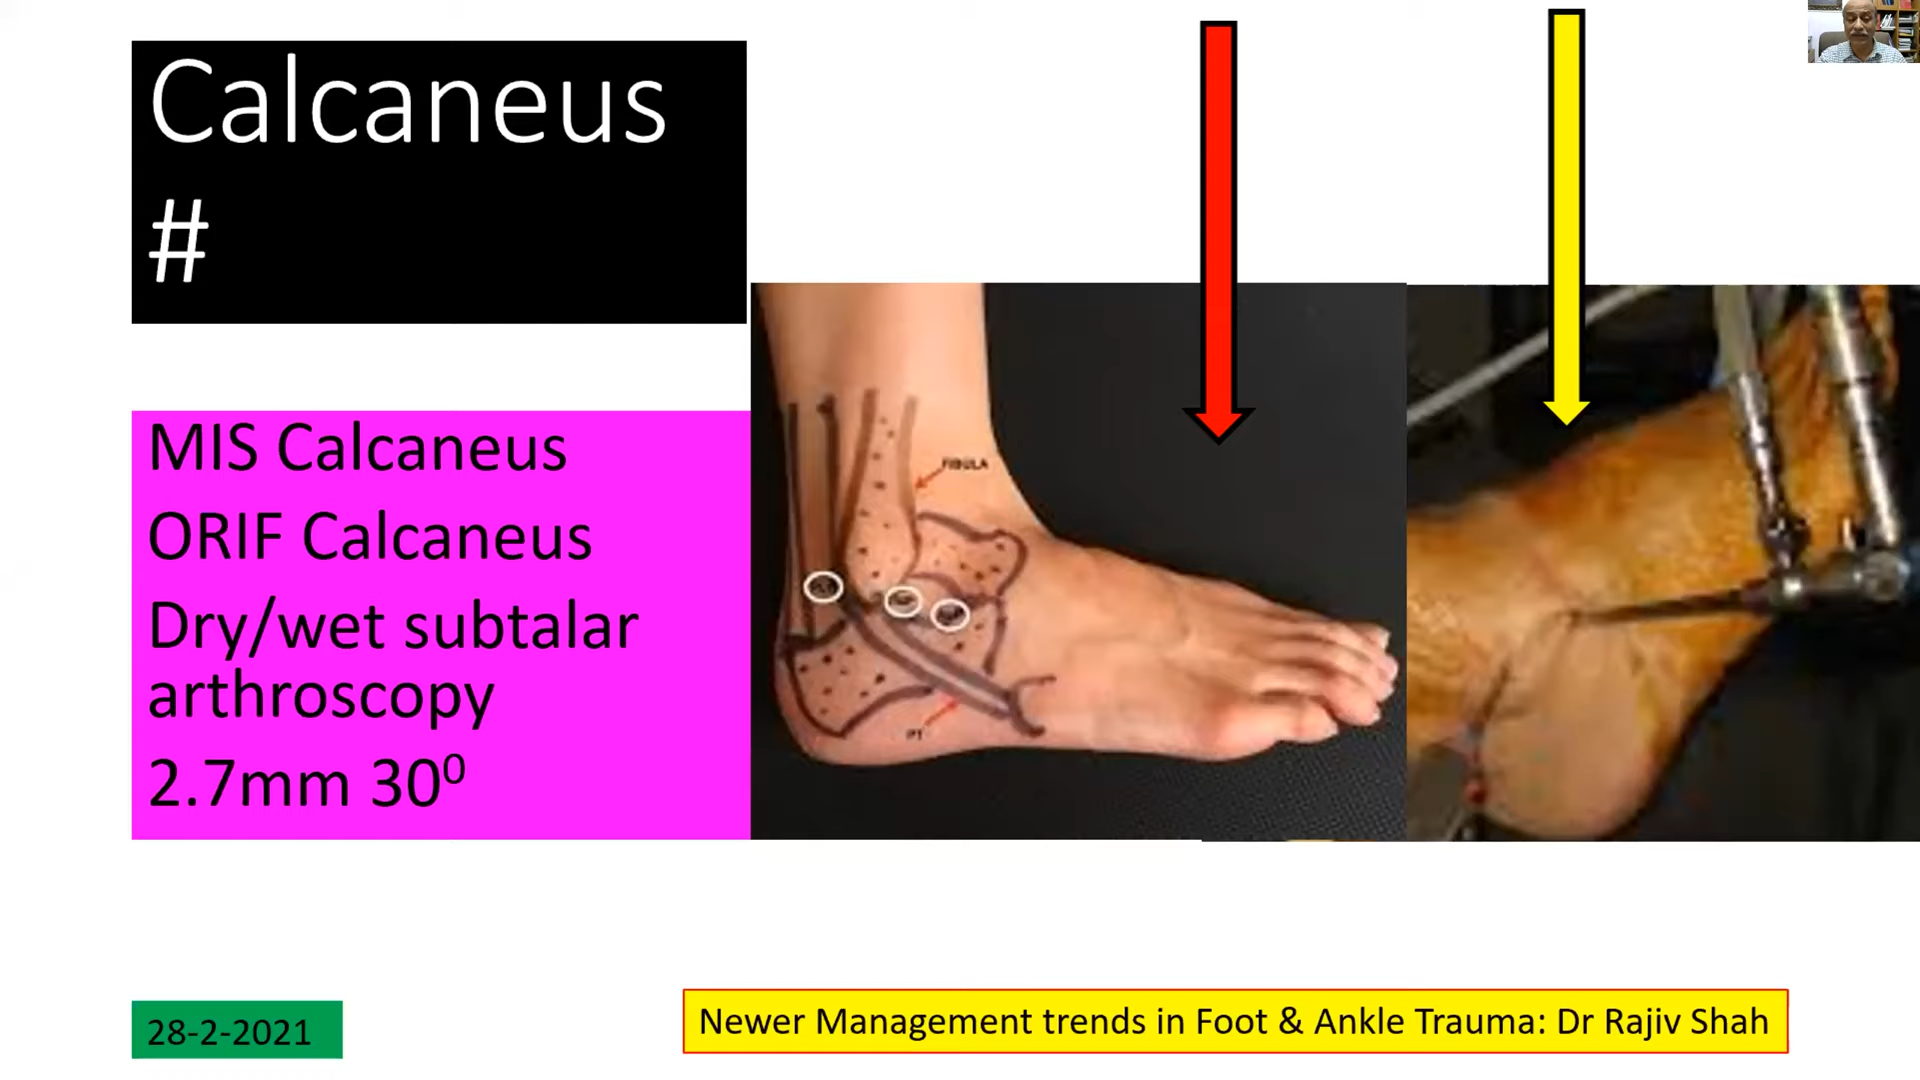 Calcaneus
#
MIS Calcaneus
ORIF Calcaneus
Dry/wet subtalar
arthroscopy
2.7mm 30⁰
FIBULA
PT
28-2-2021
Newer Management trends in Foot & Ankle Trauma: Dr Rajiv Shah